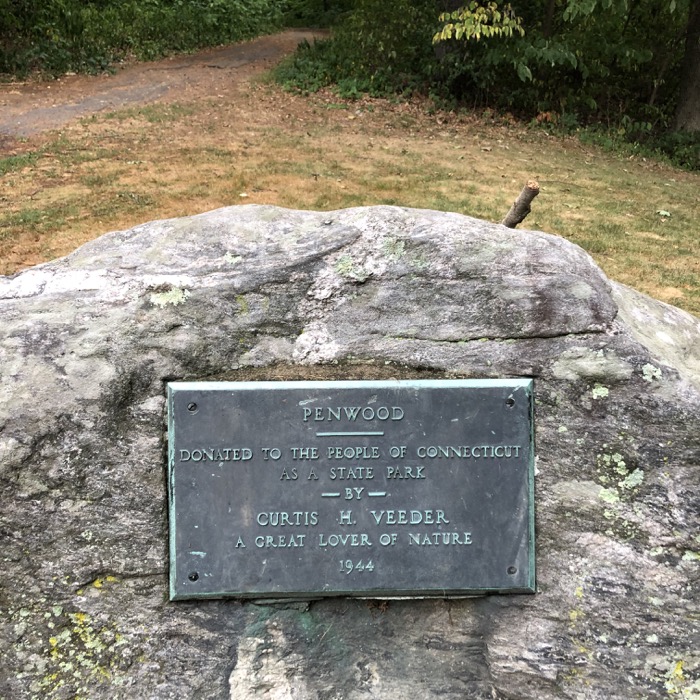 PENWOOD
DONATED TO THE PEOPLE OF CONNECTICUT
AS A STATE PARK
— BY —
CURTIS H. VEEDER
A GREAT LOVER OF NATURE
1944